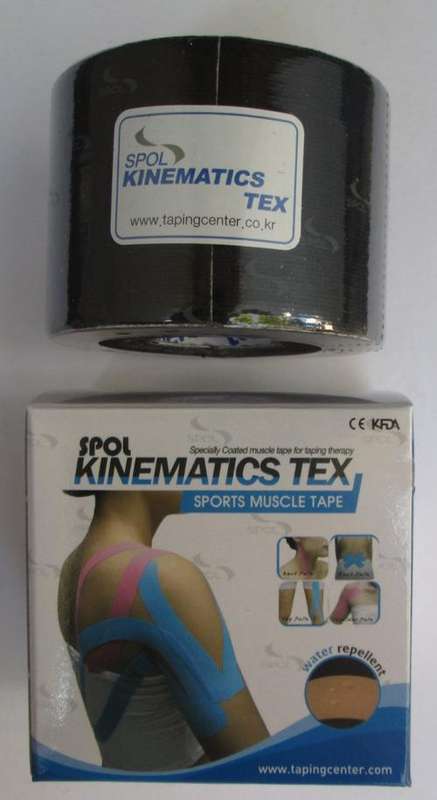 SPOL
SPOL
KINEMATICS
TEX
www.tapingcenter.co.kr
SPOL
Specially Coated muscle tape for taping therapy
CE KFDA
KINEMATICS TEX
SPORTS MUSCLE TAPE
water repellent
www.tapingcenter.com